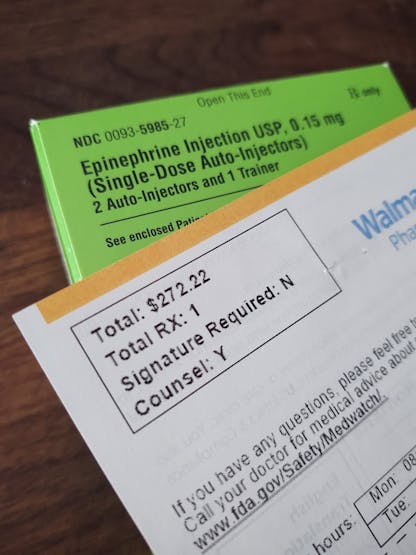 Open This End
NDC 0093-5985-27
Rx only
Epinephrine Injection USP, 0.15 mg
(Single-Dose Auto-Injectors)
2 Auto-Injectors and 1 Trainer
See enclosed
Walma
Pha
Total: $272.22
Total RX: 1
Signature Required: N
Counsel: Y
If you have any questions, please feel free to
Call your doctor for medical advice about
www.fda.gov/Safety/Medwatch/.
hours:
Mon: 08
Tue: